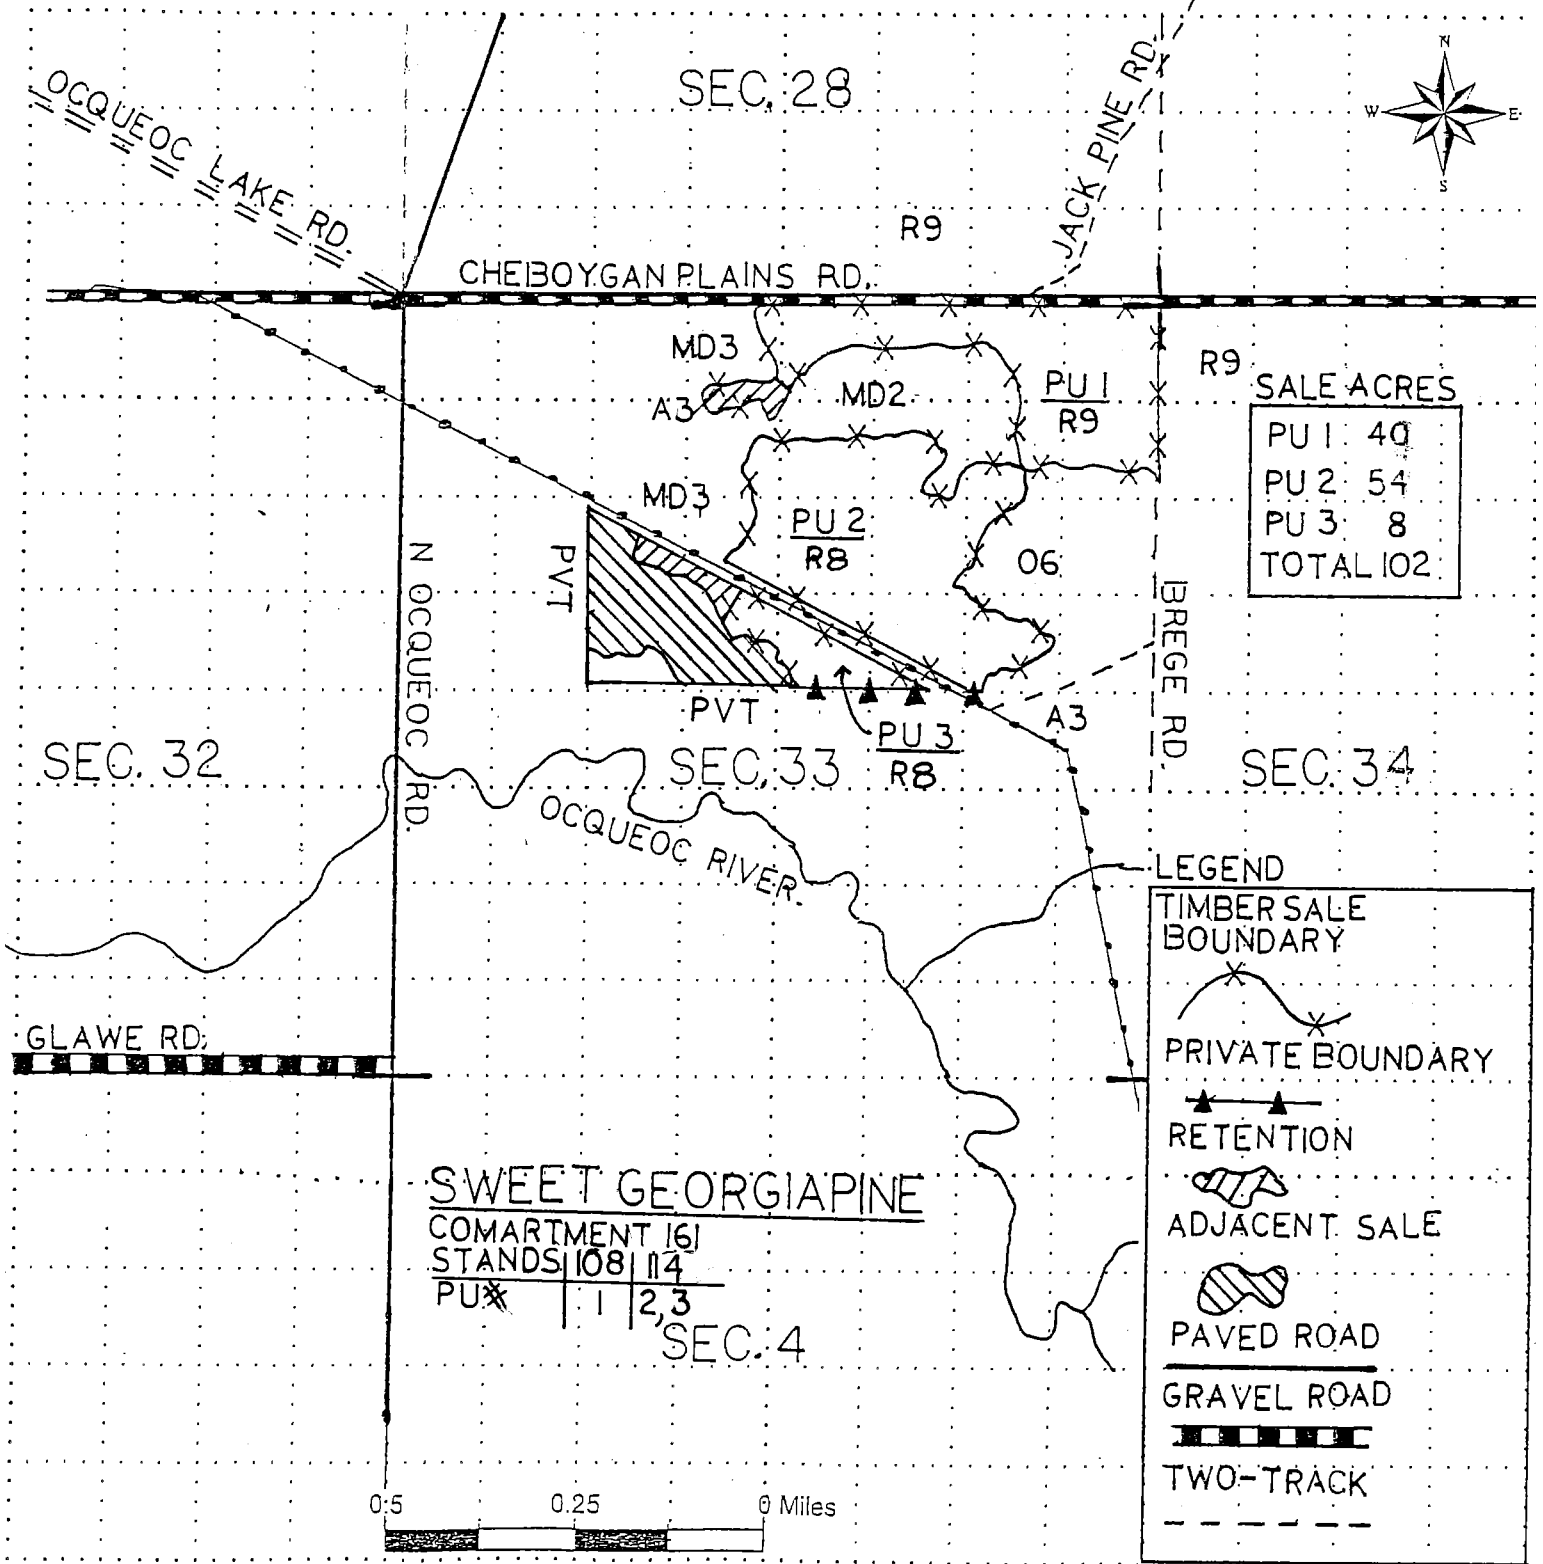 SEC. 28
N
W E
S
OCQUEOC LAKE RD.
JACK PINE RD.
R9
CHEBOYGAN PLAINS RD.
MD3
R9
A3
MD2
PU 1
R9
SALE ACRES
PU 1 40
PU 2 54
PU 3 8
TOTAL 102
MD3
PU 2
R8
O6
PVT
N OCQUEOC RD.
BREGE RD.
PVT
A3
PU 3
R8
SEC. 32
SEC. 33
SEC. 34
OCQUEOC RIVER.
GLAWE RD.
LEGEND
TIMBER SALE
BOUNDARY
PRIVATE BOUNDARY
RETENTION
ADJACENT SALE
PAVED ROAD
GRAVEL ROAD
TWO-TRACK
SWEET GEORGIAPINE
COMARTMENT 161
STANDS 108 114
PU# 1 2,3
SEC. 4
0.5 0.25 0 Miles